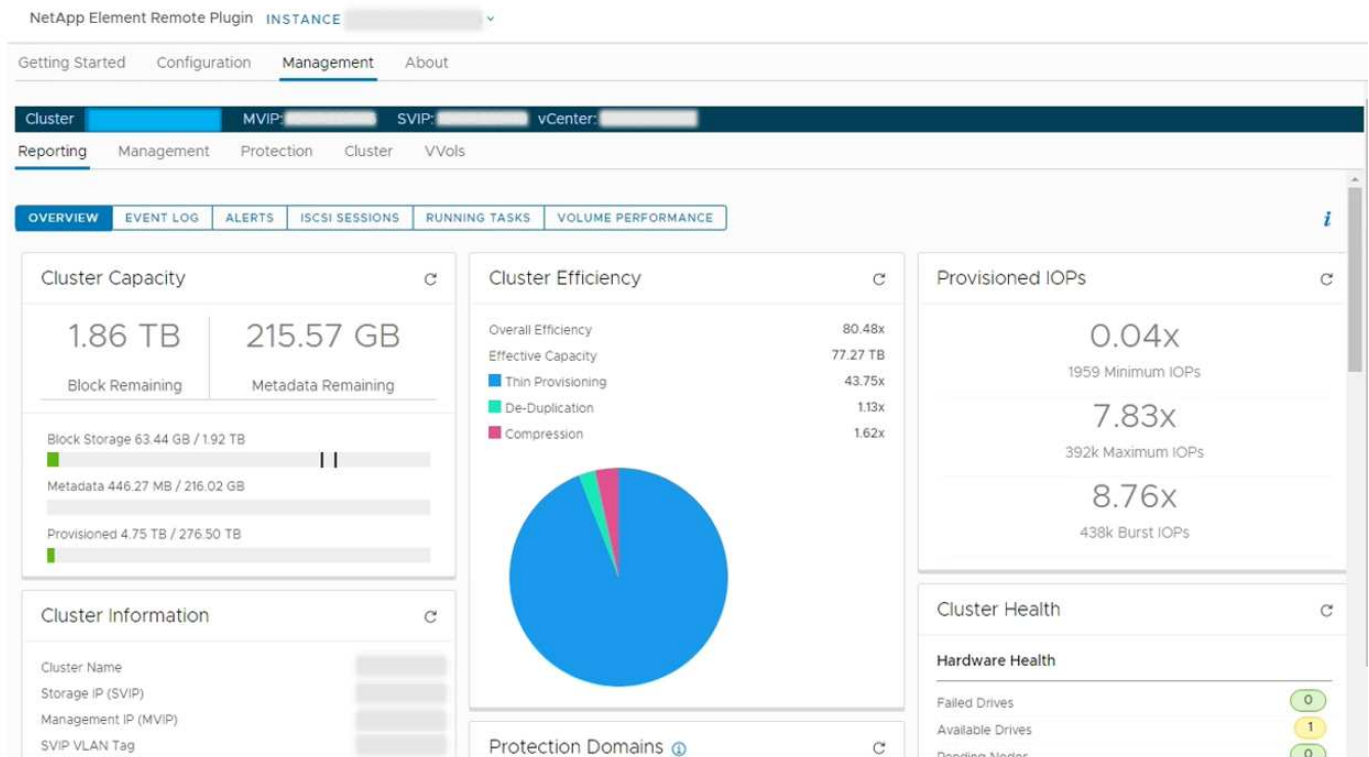 NetApp Element Remote Plugin INSTANCE
Getting Started Configuration Management About
Cluster MVIP: SVIP: vCenter:
Reporting Management Protection Cluster VVols
OVERVIEW EVENT LOG ALERTS ISCSI SESSIONS RUNNING TASKS VOLUME PERFORMANCE i
Cluster Capacity
1.86 TB 215.57 GB
Block Remaining Metadata Remaining
Block Storage 63.44 GB / 1.92 TB
Metadata 446.27 MB / 216.02 GB
Provisioned 4.75 TB / 276.50 TB
Cluster Information
Cluster Name
Storage IP (SVIP)
Management IP (MVIP)
SVIP VLAN Tag
Cluster Efficiency
Overall Efficiency 80.48x
Effective Capacity 77.27 TB
Thin Provisioning 43.75x
De-Duplication 1.13x
Compression 1.62x
Protection Domains i
Provisioned IOPs
0.04x
1959 Minimum IOPs
7.83x
392k Maximum IOPs
8.76x
438k Burst IOPs
Cluster Health
Hardware Health
Failed Drives 0
Available Drives 1
Pending Nodes 0